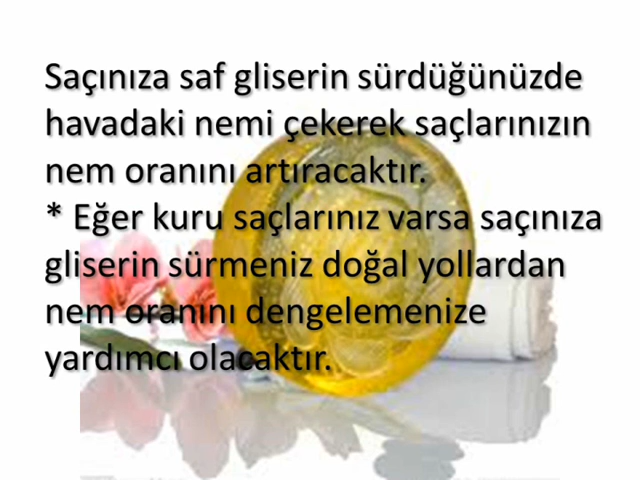 Saçınıza saf gliserin sürdüğünüzde
havadaki nemi çekerek saçlarınızın
nem oranını artıracaktır.
* Eğer kuru saçlarınız varsa saçınıza
gliserin sürmeniz doğal yollardan
nem oranını dengelemenize
yardımcı olacaktır.